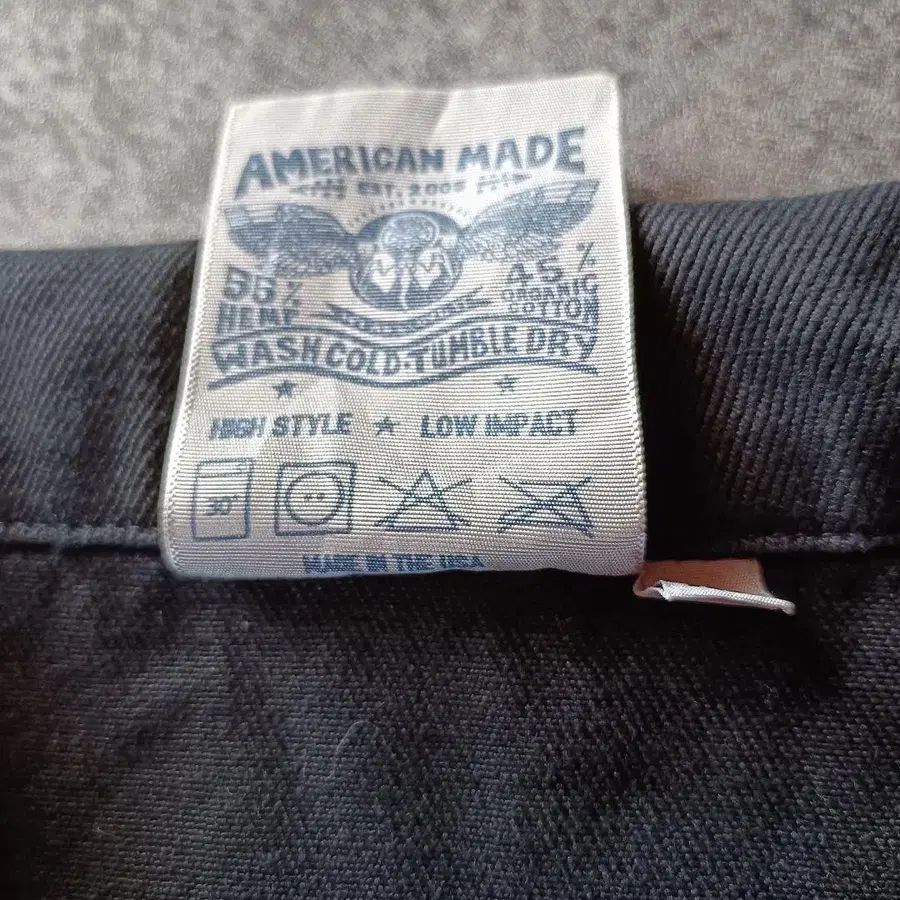 AMERICAN MADE
EST. 2005
55% HEMP
45% ORGANIC COTTON
WASH COLD·TUMBLE DRY
HIGH STYLE ★ LOW IMPACT
30°
MADE IN THE USA